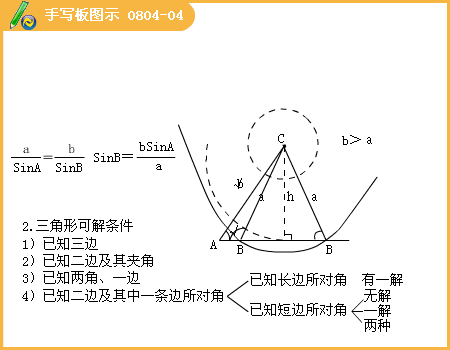 手写板图示 0804-04
C
b＞a
a/SinA = b/SinB SinB = bSinA/a
b
a h a
A B B
2.三角形可解条件
1）已知三边
2）已知二边及其夹角
3）已知两角、一边
4）已知二边及其中一条边所对角
已知长边所对角 有一解
已知短边所对角
无解
一解
两种